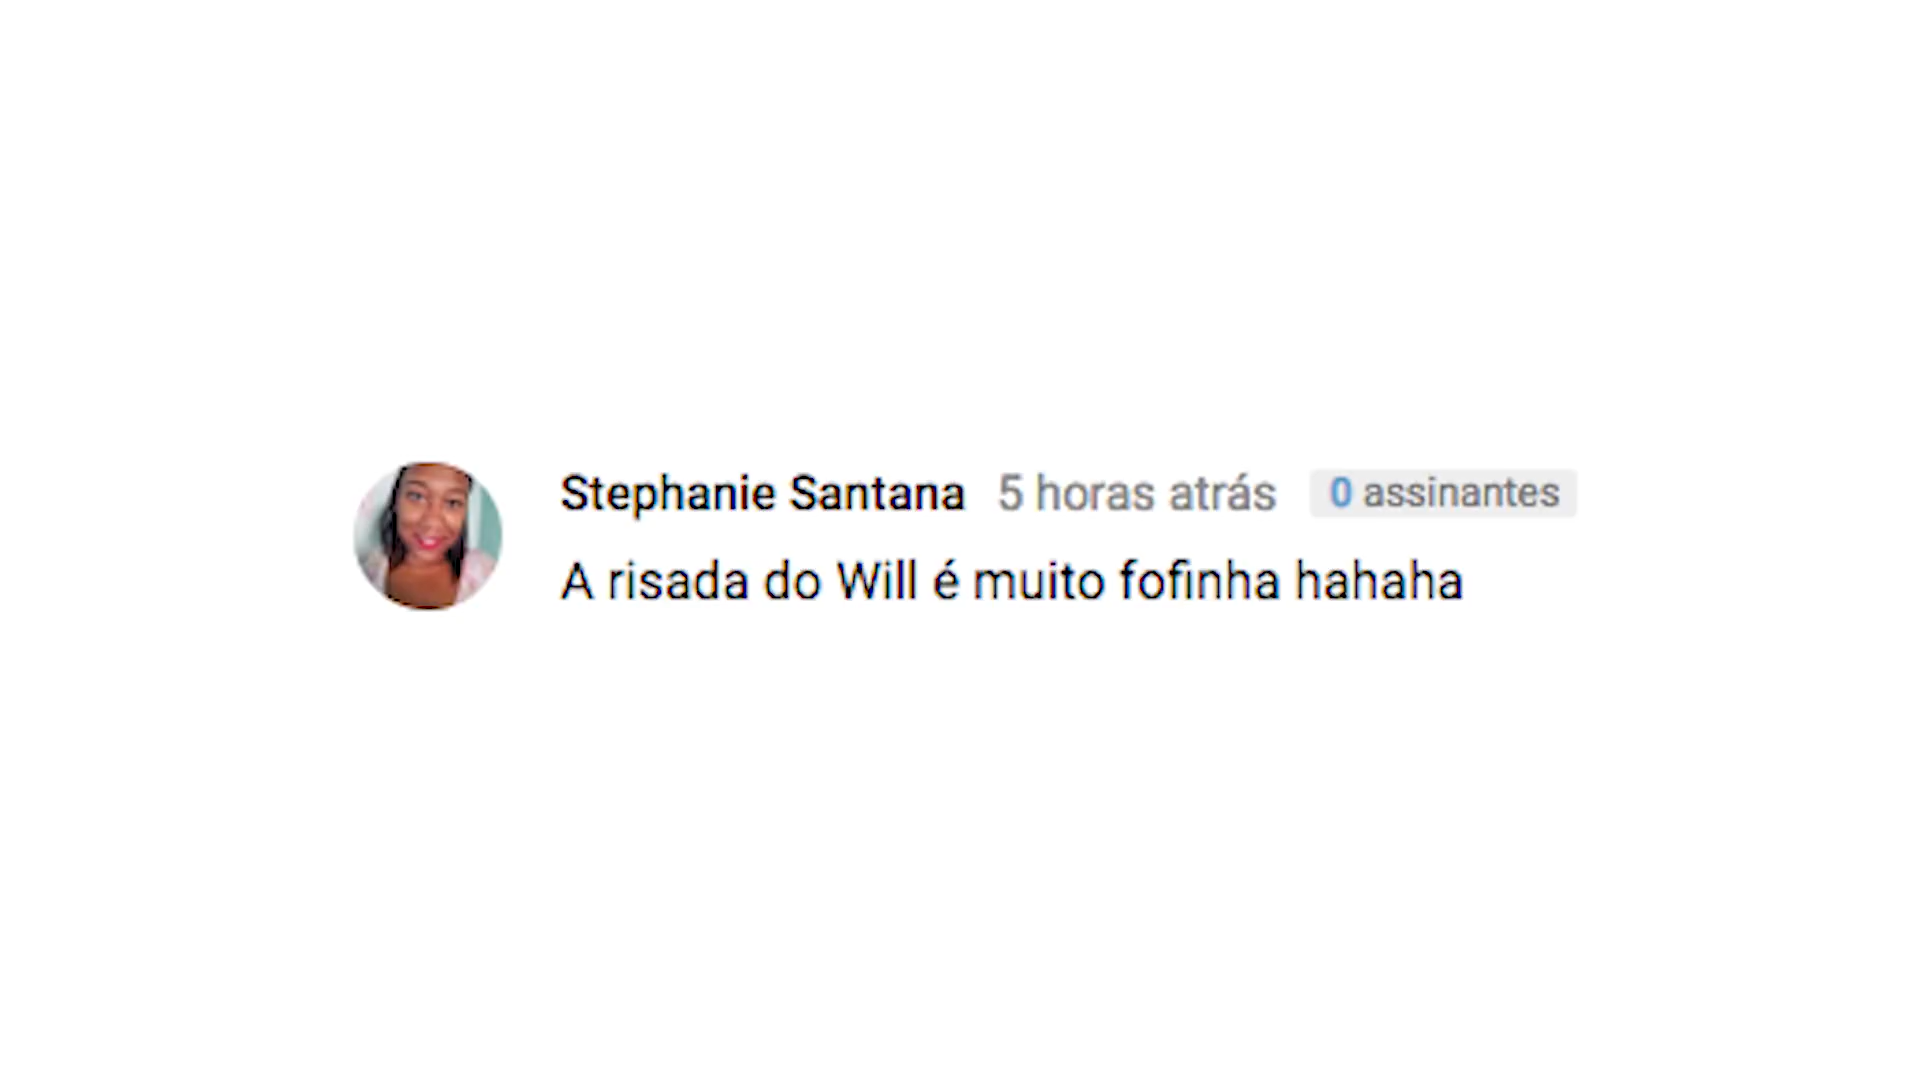 Stephanie Santana 5 horas atrás 0 assinantes
A risada do Will é muito fofinha hahaha